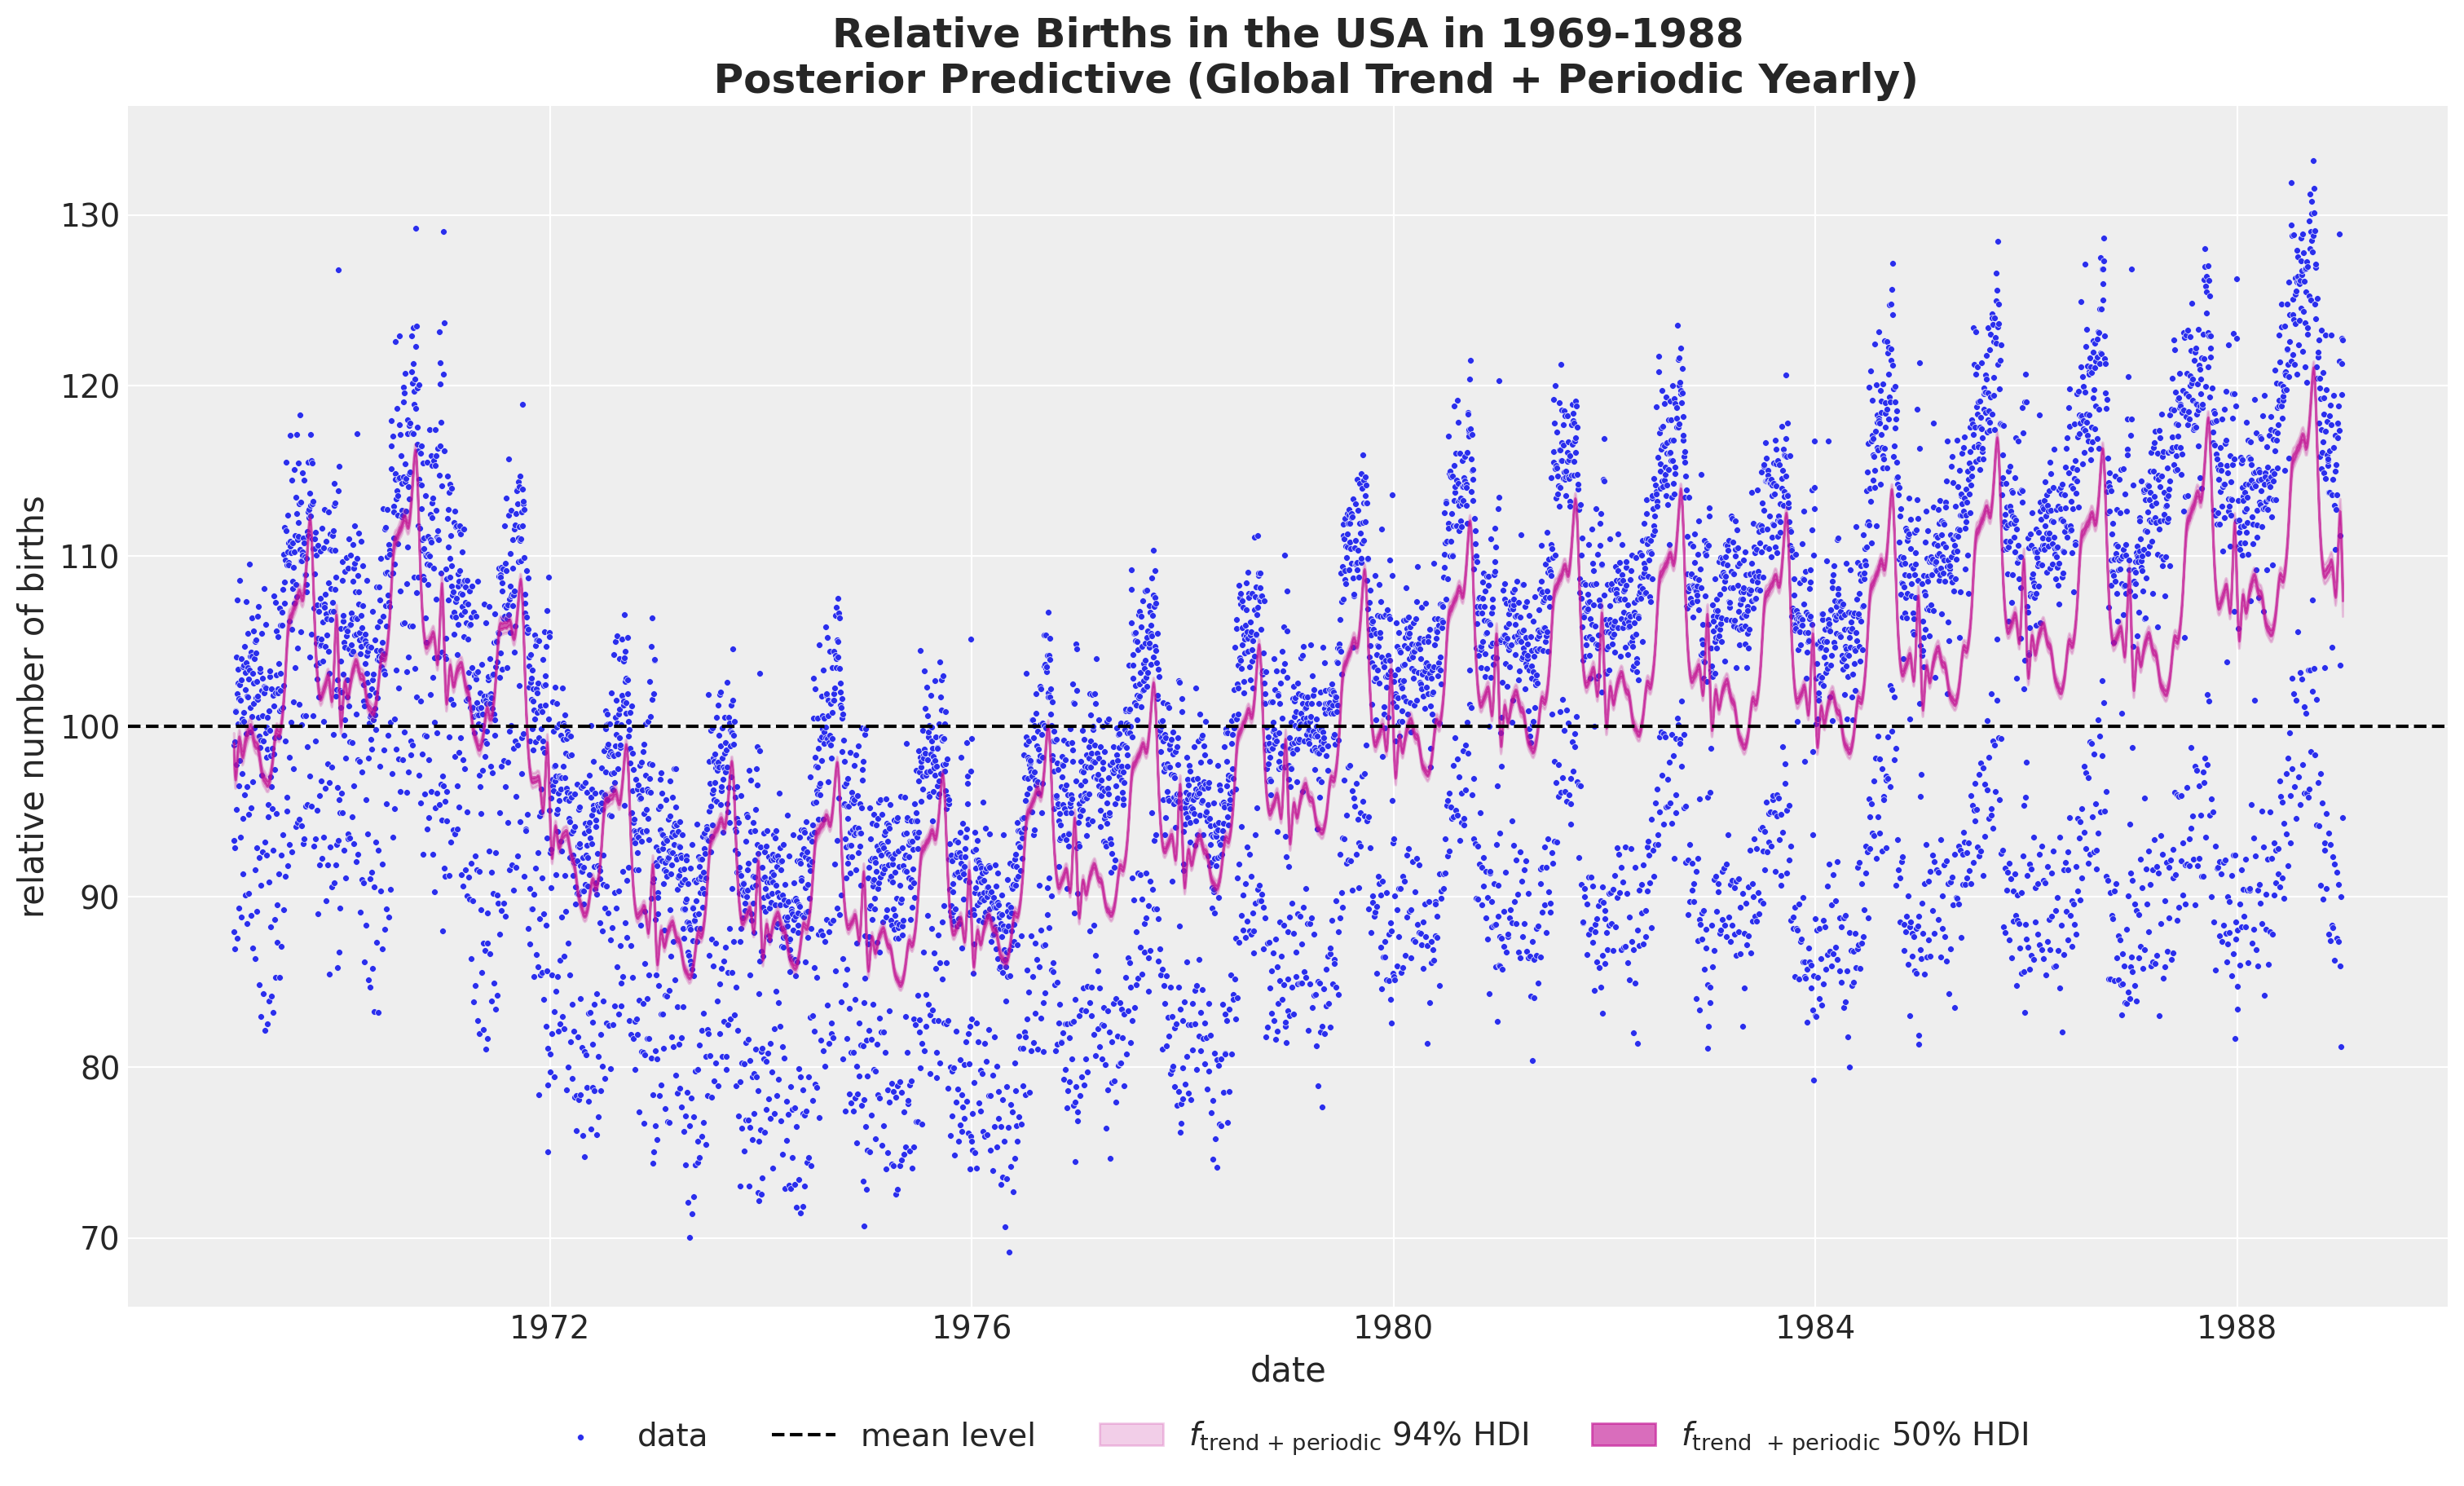 Relative Births in the USA in 1969-1988
Posterior Predictive (Global Trend + Periodic Yearly)
relative number of births
130
120
110
100
90
80
70
1972 1976 1980 1984 1988
date
data mean level f trend + periodic 94% HDI f trend + periodic 50% HDI